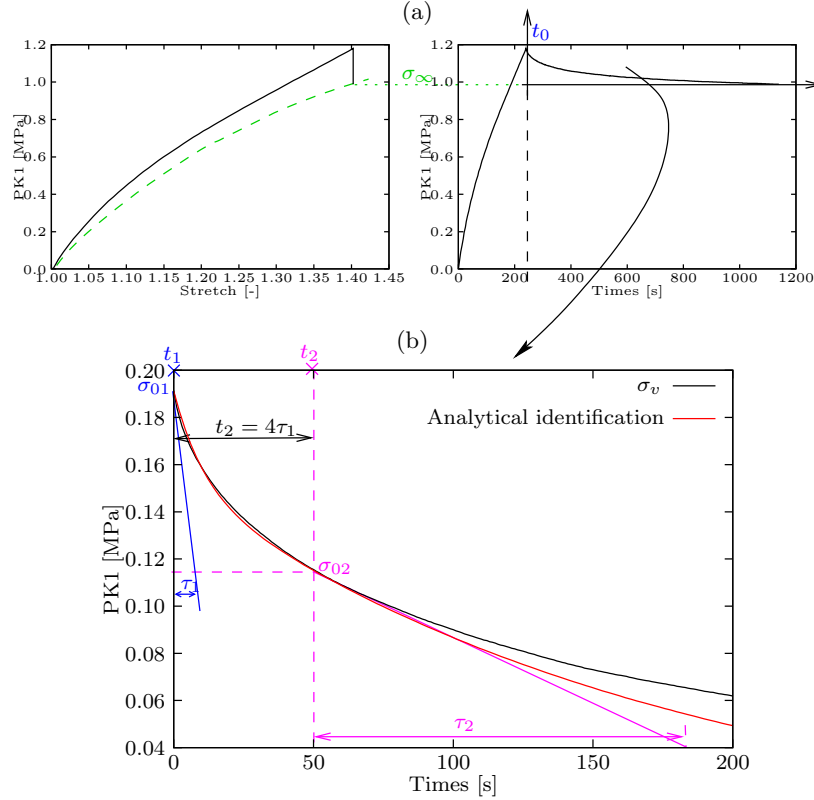 (a)
t₀
1.2
1.0
0.8
0.6
0.4
0.2
0.0
PK1 [MPa]
1.00 1.05 1.10 1.15 1.20 1.25 1.30 1.35 1.40 1.45
Stretch [-]
σ∞
1.2
1.0
0.8
0.6
0.4
0.2
0.0
PK1 [MPa]
0 200 400 600 800 1000 1200
Times [s]
(b)
t₁ t₂
0.20
0.18
0.16
0.14
0.12
0.10
0.08
0.06
0.04
PK1 [MPa]
σ₀₁
σᵥ
Analytical identification
t₂ = 4τ₁
σ₀₂
τ₁
τ₂
0 50 100 150 200
Times [s]